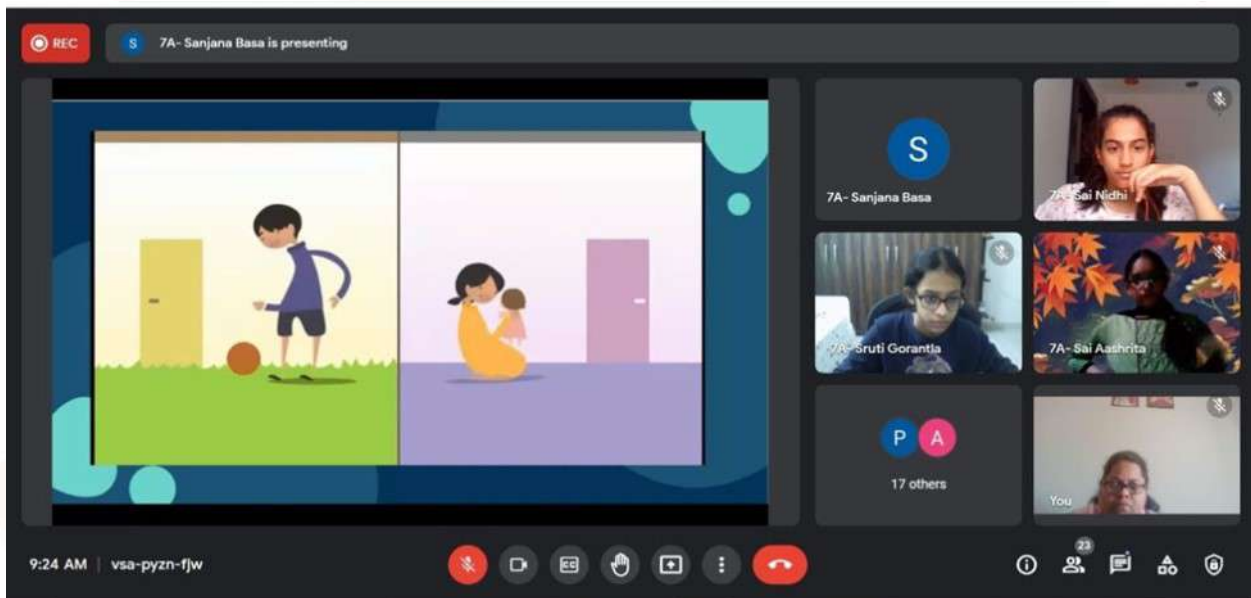 REC
S 7A- Sanjana Basa is presenting
S
7A- Sanjana Basa
7A- Sai Nidhi
7A- Sruti Gorantla
7A- Sai Aashrita
P A
17 others
You
9:24 AM | vsa-pyzn-fjw
CC
23